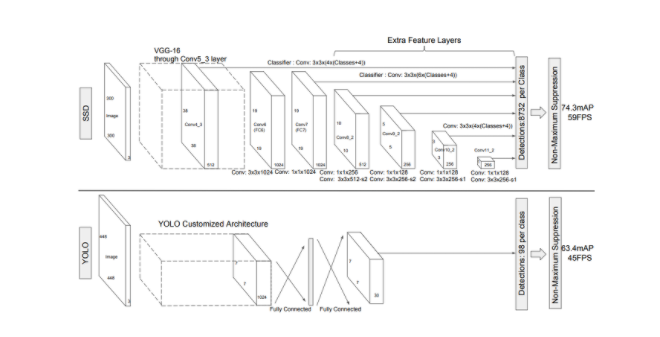 Extra Feature Layers
VGG-16
through Conv5_3 layer
Classifier : Conv: 3x3x(4x(Classes+4))
Classifier : Conv: 3x3x(6x(Classes+4))
Conv: 3x3x(4x(Classes+4))
SSD
300
Image
300
3
38
Conv4_3
38
512
19
Conv6
(FC6)
19
1024
19
Conv7
(FC7)
19
1024
Conv8_2
10
512
5
Conv9_2
5
256
3
Conv10_2
3
256
Conv11_2
256
Conv: 3x3x1024
Conv: 1x1x1024
Conv: 1x1x256
Conv: 3x3x512-s2
Conv: 1x1x128
Conv: 3x3x256-s2
Conv: 1x1x128
Conv: 3x3x256-s1
Conv: 1x1x128
Conv: 3x3x256-s1
Detections:8732 per Class
Non-Maximum Suppression
74.3mAP
59FPS
YOLO
YOLO Customized Architecture
448
Image
448
3
7
7
1024
Fully Connected
Fully Connected
7
7
30
Detections: 98 per class
Non-Maximum Suppression
63.4mAP
45FPS